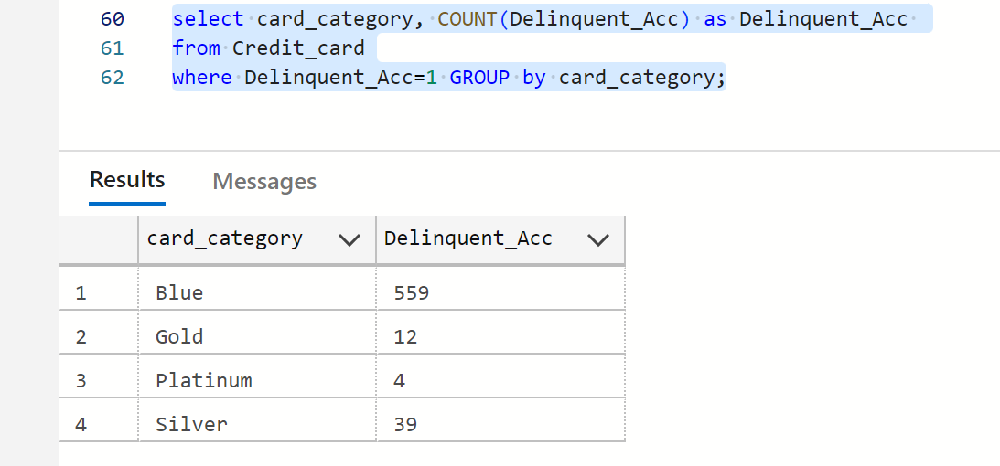 60 select card_category, COUNT(Delinquent_Acc) as Delinquent_Acc
61 from Credit_card
62 where Delinquent_Acc=1 GROUP by card_category;
Results Messages
card_category Delinquent_Acc
1 Blue 559
2 Gold 12
3 Platinum 4
4 Silver 39